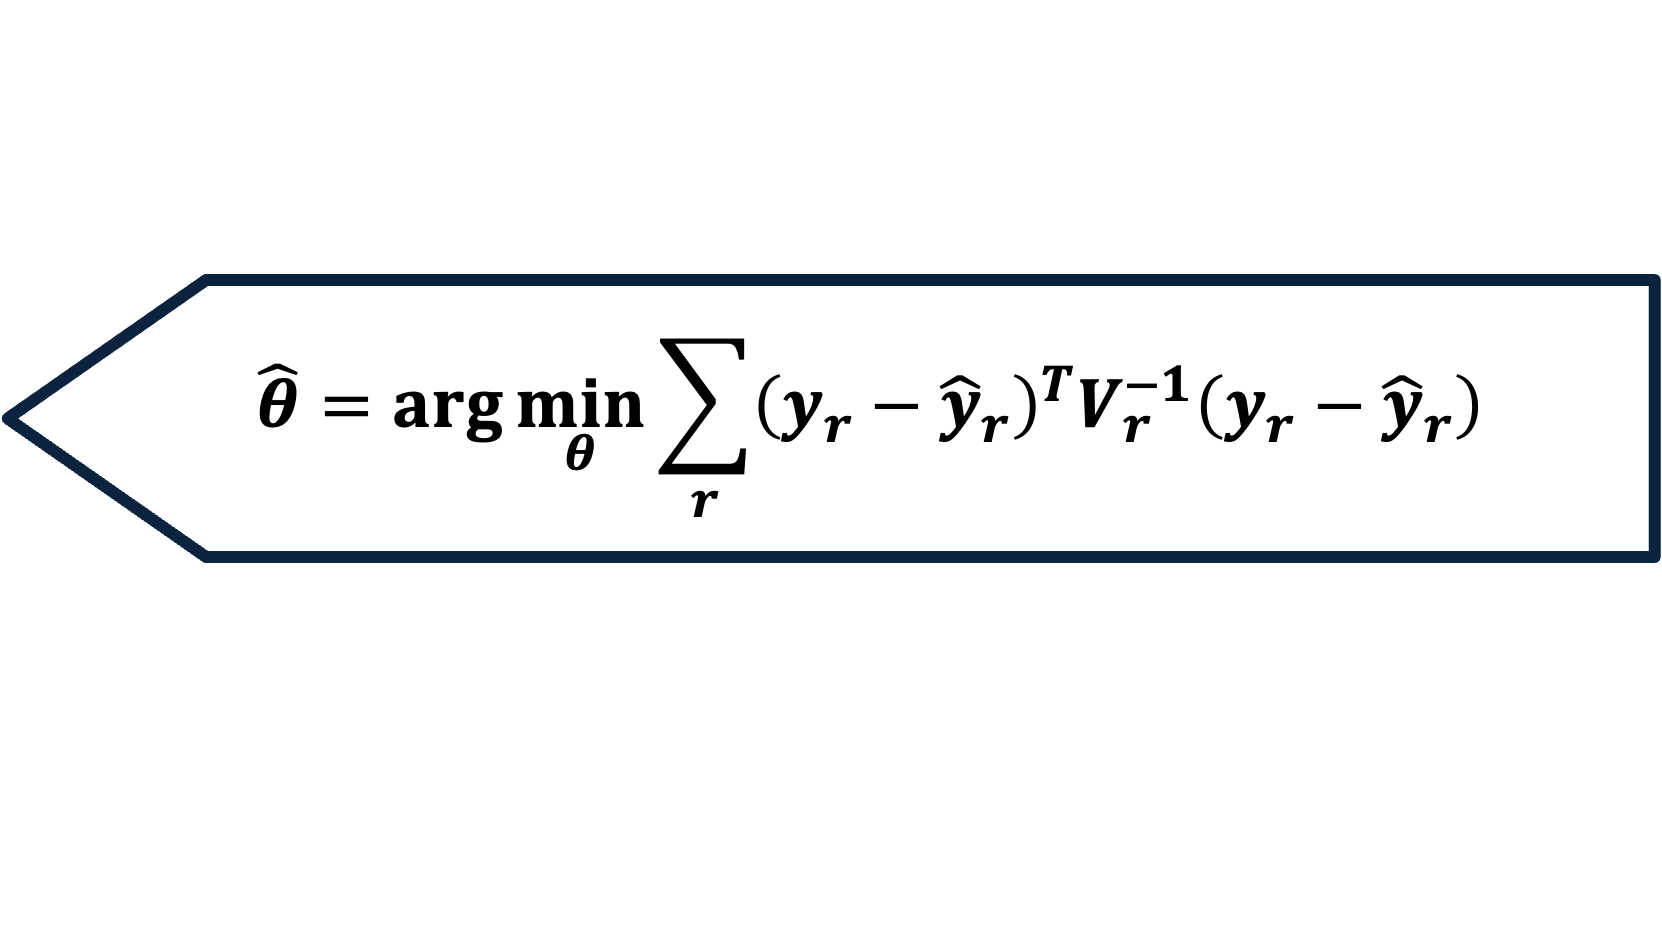 θ̂ = arg min_θ ∑_r (y_r − ŷ_r)^T V_r^{−1} (y_r − ŷ_r)